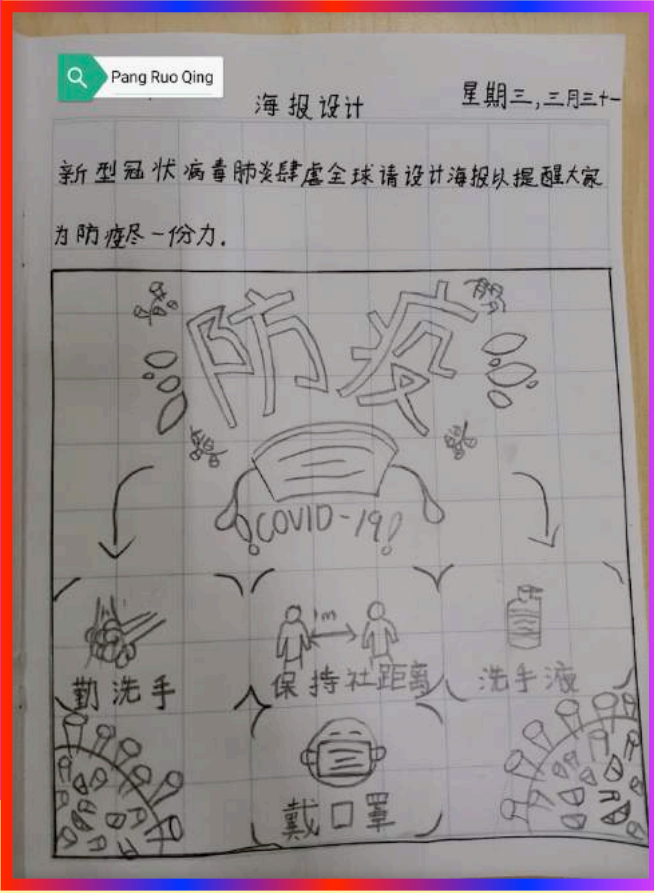 Pang Ruo Qing
海报设计
星期三,三月三十一
新型冠状病毒肺炎肆虐全球请设计海报以提醒大家
为防疫尽一份力.
防疫
COVID-19!
1m
勤洗手
保持社距离
洗手液
戴口罩